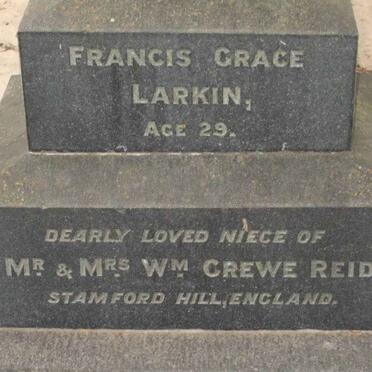 FRANCIS GRACE
LARKIN,
AGE 29.
DEARLY LOVED NIECE OF
MR & MRS WM CREWE REID
STAMFORD HILL, ENGLAND.